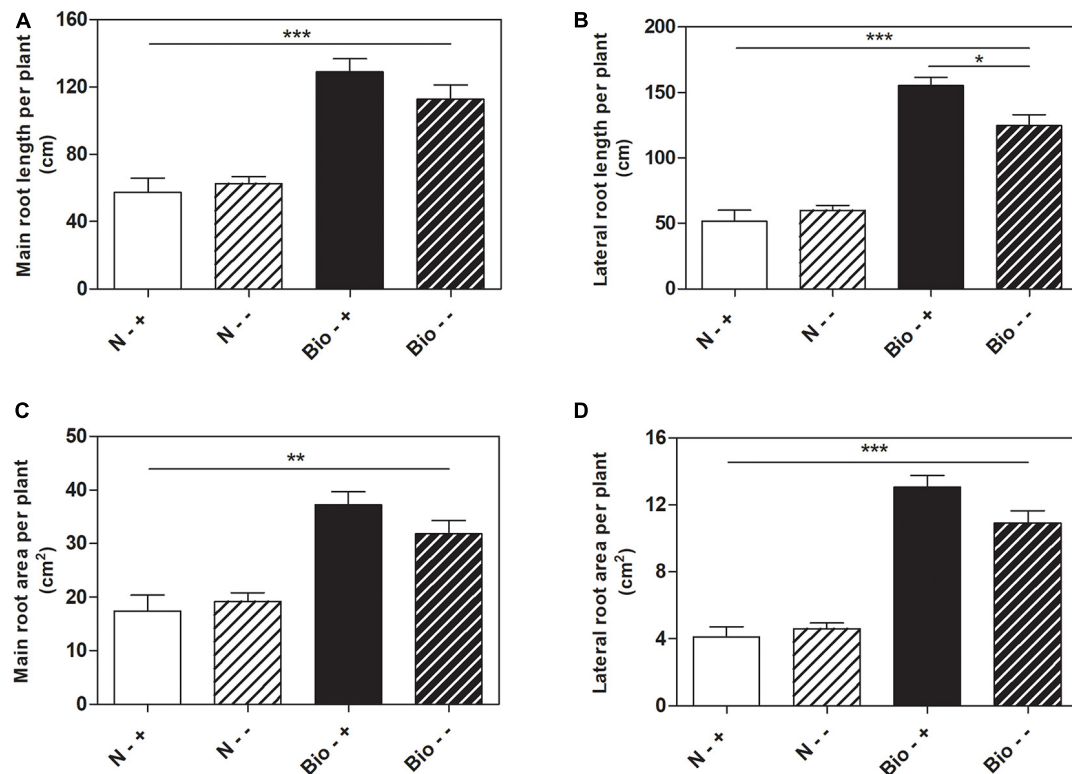 A
Main root length per plant
(cm)
160
120
80
40
0
***
N - +
N - -
Bio - +
Bio - -
B
Lateral root length per plant
(cm)
200
150
100
50
0
***
*
N - +
N - -
Bio - +
Bio - -
C
Main root area per plant
(cm²)
50
40
30
20
10
0
**
N - +
N - -
Bio - +
Bio - -
D
Lateral root area per plant
(cm²)
16
12
8
4
0
***
N - +
N - -
Bio - +
Bio - -